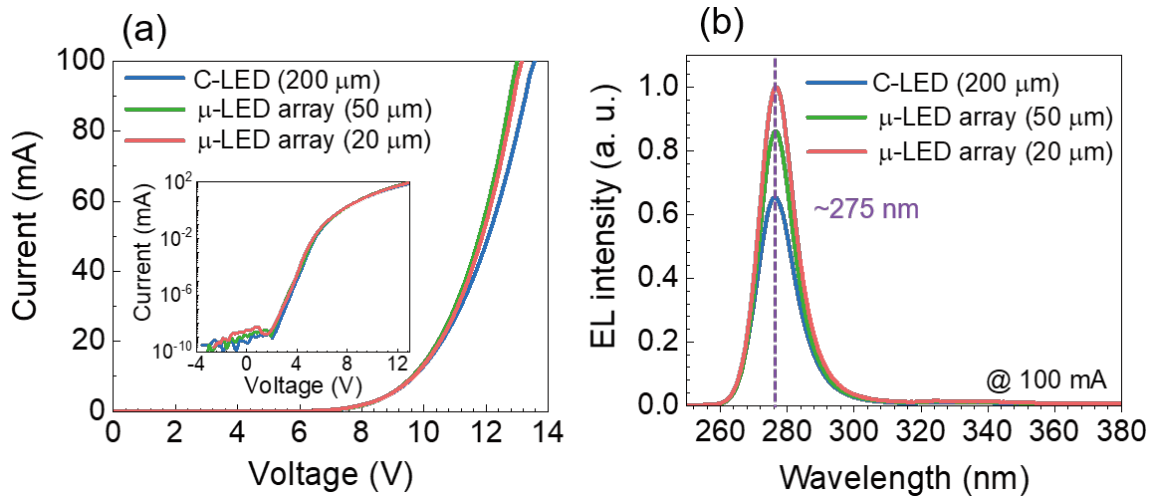 (a)
100
80
60
40
20
0
Current (mA)
C-LED (200 μm)
μ-LED array (50 μm)
μ-LED array (20 μm)
10²
10⁻²
10⁻⁶
10⁻¹⁰
Current (mA)
-4 0 4 8 12
Voltage (V)
0 2 4 6 8 10 12 14
Voltage (V)
(b)
1.0
0.8
0.6
0.4
0.2
0.0
EL intensity (a. u.)
C-LED (200 μm)
μ-LED array (50 μm)
μ-LED array (20 μm)
~275 nm
@ 100 mA
260 280 300 320 340 360 380
Wavelength (nm)